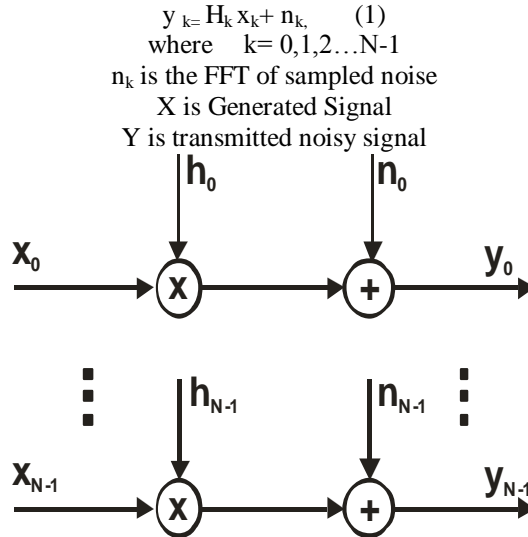 y k= Hk xk+ nk,   (1)
where k= 0,1,2…N-1
nk is the FFT of sampled noise
X is Generated Signal
Y is transmitted noisy signal
h0 n0
x0 y0
x +
hN-1 nN-1
xN-1 yN-1
x +